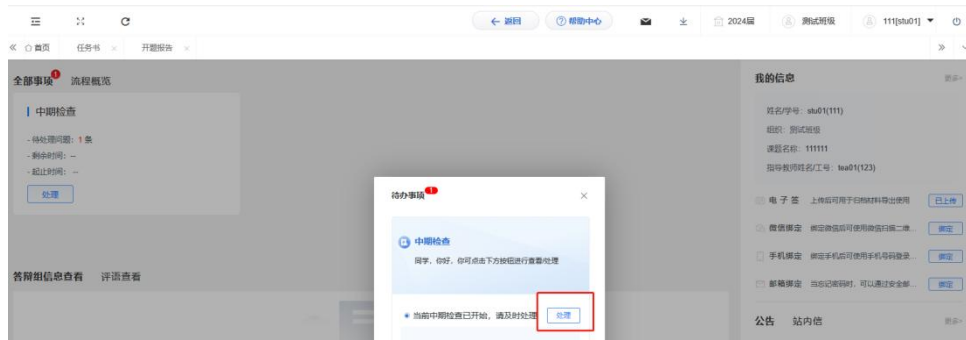 返回
帮助中心
2024届
测试班级
111[stu01]
首页
任务书
开题报告
全部事项 1
流程概览
中期检查
- 待处理问题：1 条
- 剩余时间：--
- 起止时间：--
处理
答辩组信息查看
评语查看
待办事项 1
中期检查
同学，你好，你可点击下方按钮进行查看/处理
当前中期检查已开始，请及时处理
处理
我的信息
更多
姓名/学号：stu01(111)
组织：测试班级
课题名称：111111
指导教师姓名/工号：tea01(123)
电 子 签 上传后可用于归档材料导出使用 已上传
微信绑定 绑定微信后可使用微信扫描二维... 绑定
手机绑定 绑定手机后可使用手机号码登录... 绑定
邮箱绑定 当忘记密码时，可以通过安全邮... 绑定
公告
站内信
更多